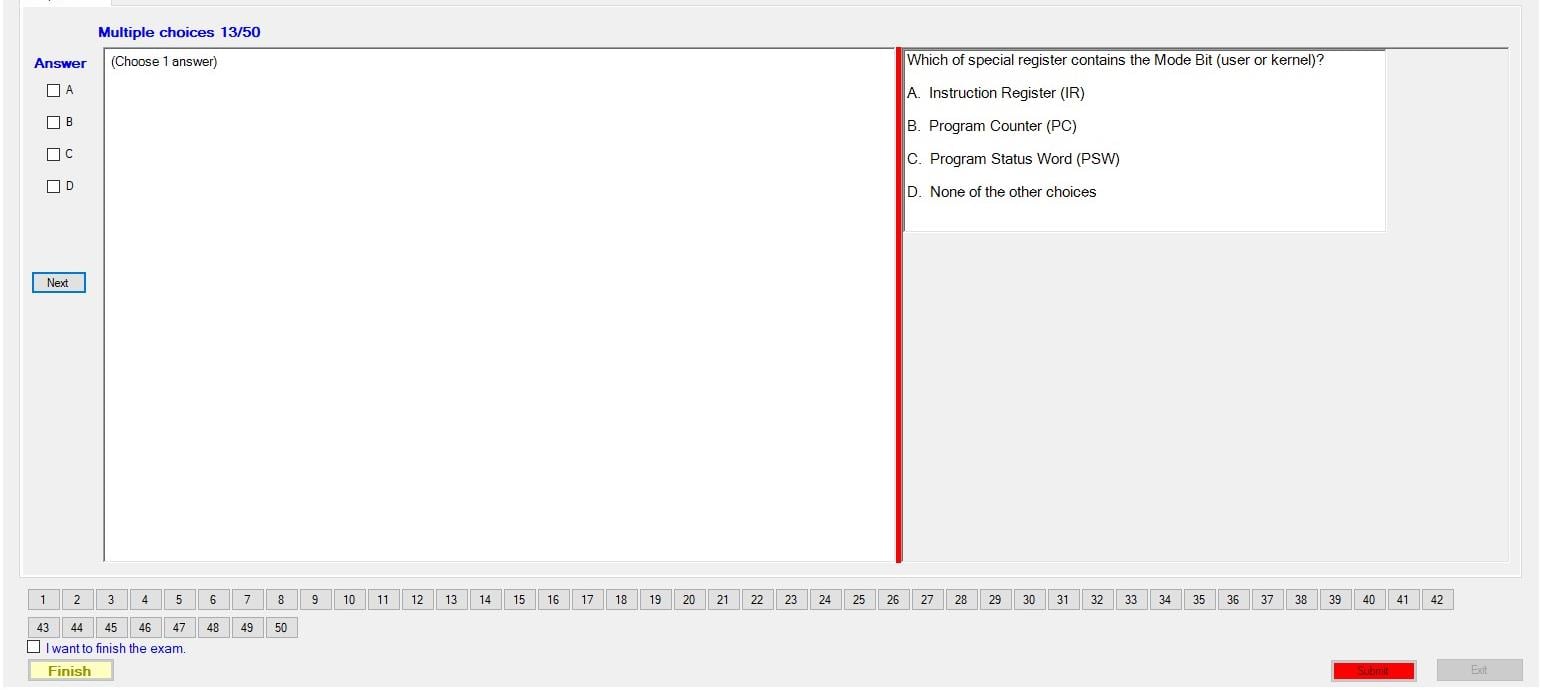 Multiple choices 13/50
Answer
(Choose 1 answer)
A
B
C
D
Next
Which of special register contains the Mode Bit (user or kernel)?
A. Instruction Register (IR)
B. Program Counter (PC)
C. Program Status Word (PSW)
D. None of the other choices
1 2 3 4 5 6 7 8 9 10 11 12 13 14 15 16 17 18 19 20 21 22 23 24 25 26 27 28 29 30 31 32 33 34 35 36 37 38 39 40 41 42
43 44 45 46 47 48 49 50
I want to finish the exam.
Finish
Submit
Exit